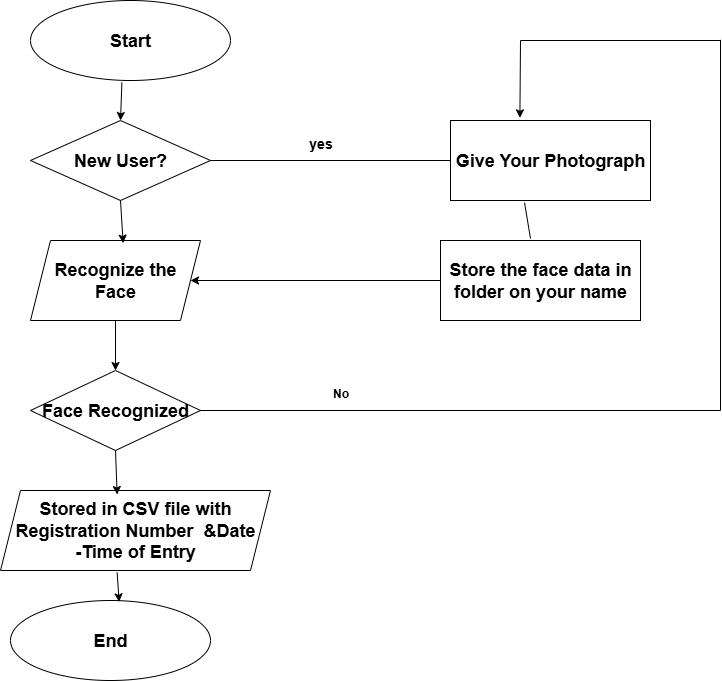 Start
New User?
yes
Give Your Photograph
Recognize the
Face
Store the face data in
folder on your name
Face Recognized
No
Stored in CSV file with
Registration Number  &Date
-Time of Entry
End